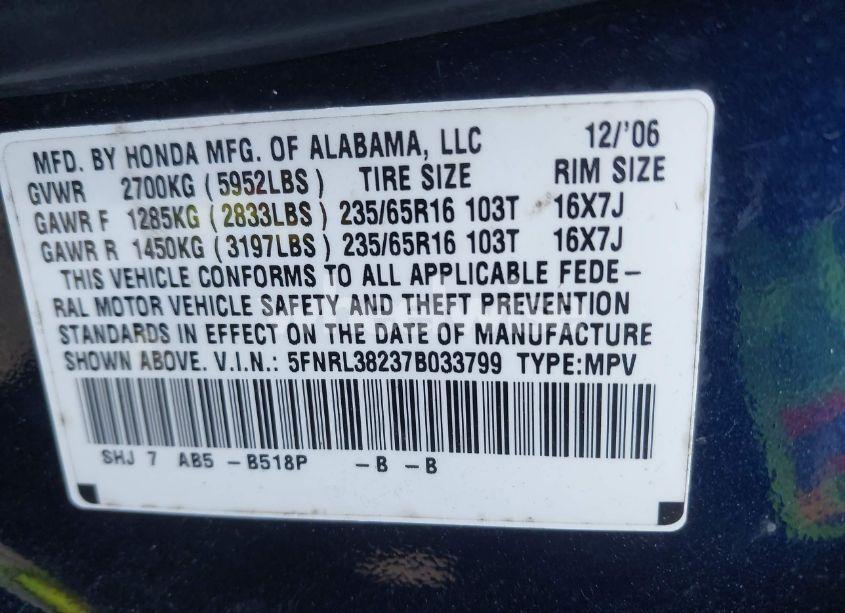 MFD. BY HONDA MFG. OF ALABAMA, LLC 12/'06
GVWR 2700KG (5952LBS) TIRE SIZE RIM SIZE
GAWR F 1285KG (2833LBS) 235/65R16 103T 16X7J
GAWR R 1450KG (3197LBS) 235/65R16 103T 16X7J
THIS VEHICLE CONFORMS TO ALL APPLICABLE FEDE-
RAL MOTOR VEHICLE SAFETY AND THEFT PREVENTION
STANDARDS IN EFFECT ON THE DATE OF MANUFACTURE
SHOWN ABOVE. V.I.N.: 5FNRL38237B033799 TYPE:MPV
SHJ 7 AB5 -B518P -B -B